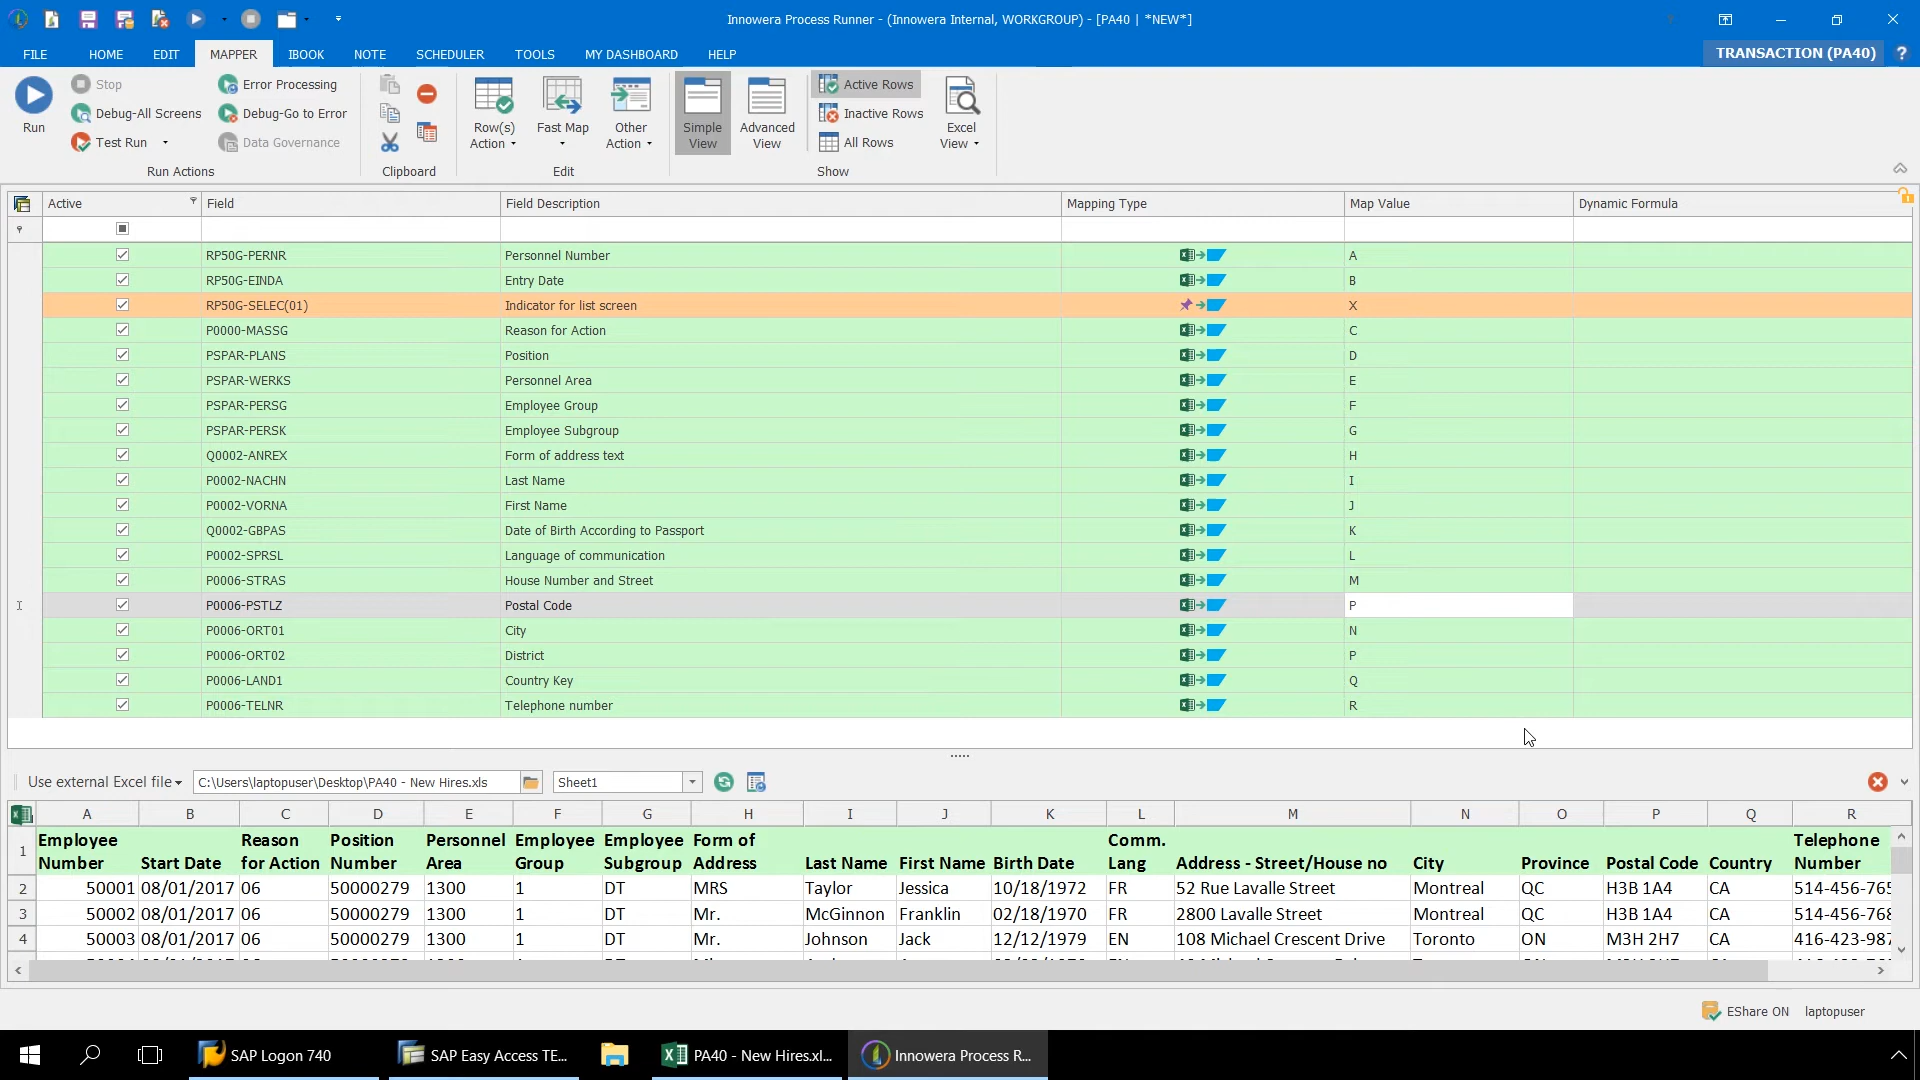 Innowera Process Runner - (Innowera Internal, WORKGROUP) - [PA40 | *NEW*]
FILE HOME EDIT MAPPER IBOOK NOTE SCHEDULER TOOLS MY DASHBOARD HELP TRANSACTION (PA40)
Run
Stop
Debug-All Screens
Test Run
Error Processing
Debug-Go to Error
Data Governance
Run Actions
Clipboard
Row(s) Action
Fast Map
Other Action
Edit
Simple View
Advanced View
Active Rows
Inactive Rows
All Rows
Excel View
Show
Active Field Field Description Mapping Type Map Value Dynamic Formula
RP50G-PERNR Personnel Number A
RP50G-EINDA Entry Date B
RP50G-SELEC(01) Indicator for list screen X
P0000-MASSG Reason for Action C
PSPAR-PLANS Position D
PSPAR-WERKS Personnel Area E
PSPAR-PERSG Employee Group F
PSPAR-PERSK Employee Subgroup G
Q0002-ANREX Form of address text H
P0002-NACHN Last Name I
P0002-VORNA First Name J
Q0002-GBPAS Date of Birth According to Passport K
P0002-SPRSL Language of communication L
P0006-STRAS House Number and Street M
P0006-PSTLZ Postal Code P
P0006-ORT01 City N
P0006-ORT02 District P
P0006-LAND1 Country Key Q
P0006-TELNR Telephone number R
Use external Excel file C:\Users\laptopuser\Desktop\PA40 - New Hires.xls Sheet1
A B C D E F G H I J K L M N O P Q R
1 Employee Number Start Date Reason for Action Position Number Personnel Area Employee Group Employee Subgroup Form of Address Last Name First Name Birth Date Comm. Lang Address - Street/House no City Province Postal Code Country Telephone Number
2 50001 08/01/2017 06 50000279 1300 1 DT MRS Taylor Jessica 10/18/1972 FR 52 Rue Lavalle Street Montreal QC H3B 1A4 CA 514-456-765
3 50002 08/01/2017 06 50000279 1300 1 DT Mr. McGinnon Franklin 02/18/1970 FR 2800 Lavalle Street Montreal QC H3B 1A4 CA 514-456-768
4 50003 08/01/2017 06 50000279 1300 1 DT Mr. Johnson Jack 12/12/1979 EN 108 Michael Crescent Drive Toronto ON M3H 2H7 CA 416-423-987
EShare ON laptopuser
SAP Logon 740
SAP Easy Access TE...
PA40 - New Hires.xl...
Innowera Process R...